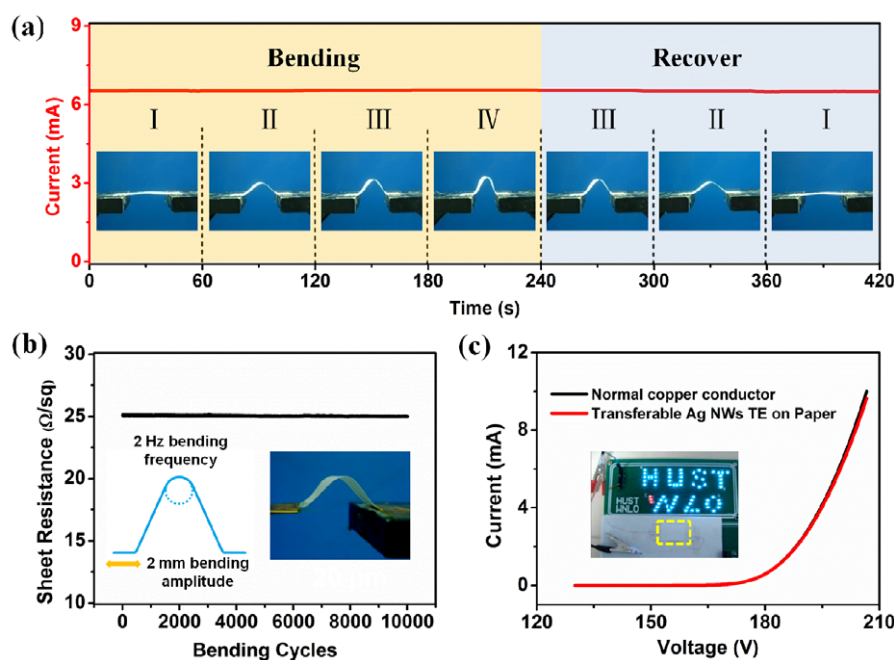 (a)
9
6
3
0
Current (mA)
Bending
Recover
I
II
III
IV
III
II
I
0
60
120
180
240
300
360
420
Time (s)
(b)
30
25
20
15
10
Sheet Resistance (Ω/sq)
2 Hz bending
frequency
2 mm bending
amplitude
0
2000
4000
6000
8000
10000
Bending Cycles
(c)
12
8
4
0
Current (mA)
Normal copper conductor
Transferable Ag NWs TE on Paper
HUST
WNLO
HUST
WNLO
120
150
180
210
Voltage (V)